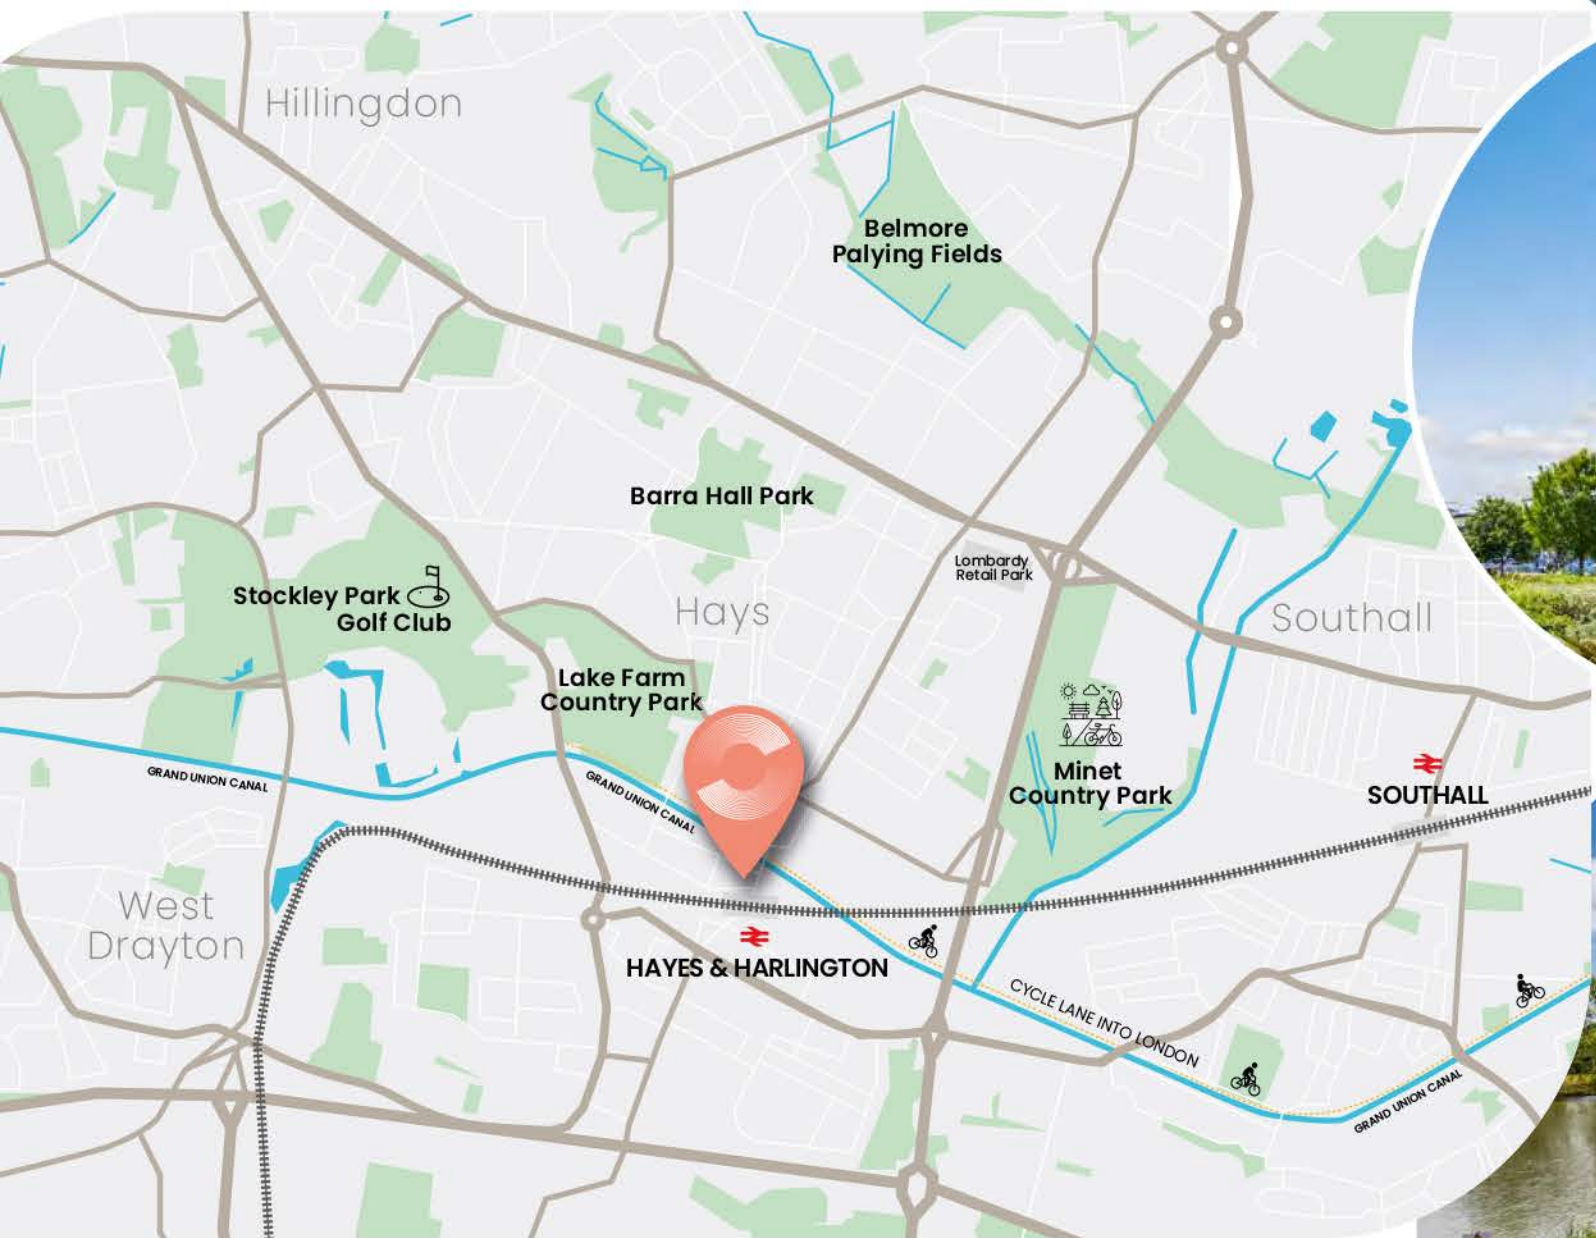 Hillingdon
Belmore
Palying Fields
Barra Hall Park
Lombardy
Retail Park
Stockley Park
Golf Club
Hays
Southall
Lake Farm
Country Park
Minet
Country Park
GRAND UNION CANAL
GRAND UNION CANAL
SOUTHALL
West
Drayton
HAYES & HARLINGTON
CYCLE LANE INTO LONDON
GRAND UNION CANAL